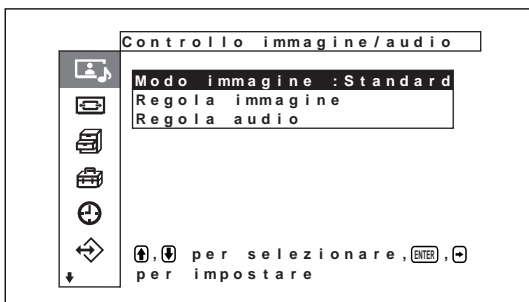 Controllo immagine/audio
Modo immagine :Standard
Regola immagine
Regola audio
↑,↓ per selezionare,ENTER,→
per impostare